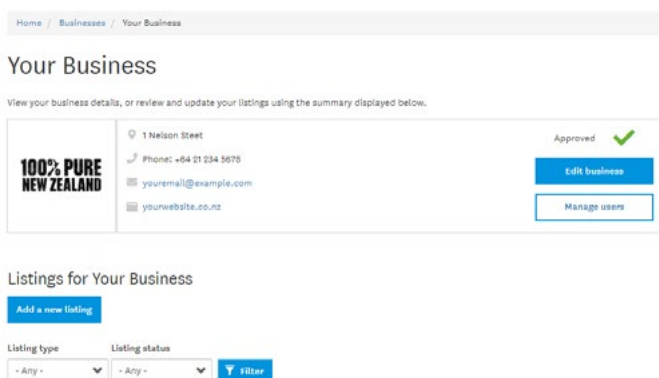 Home / Businesses / Your Business
Your Business
View your business details, or review and update your listings using the summary displayed below.
100% PURE
NEW ZEALAND
1 Nelson Steet
Phone: +64 21 234 5678
youremail@example.com
yourwebsite.co.nz
Approved
Edit business
Manage users
Listings for Your Business
Add a new listing
Listing type Listing status
- Any - - Any - Filter